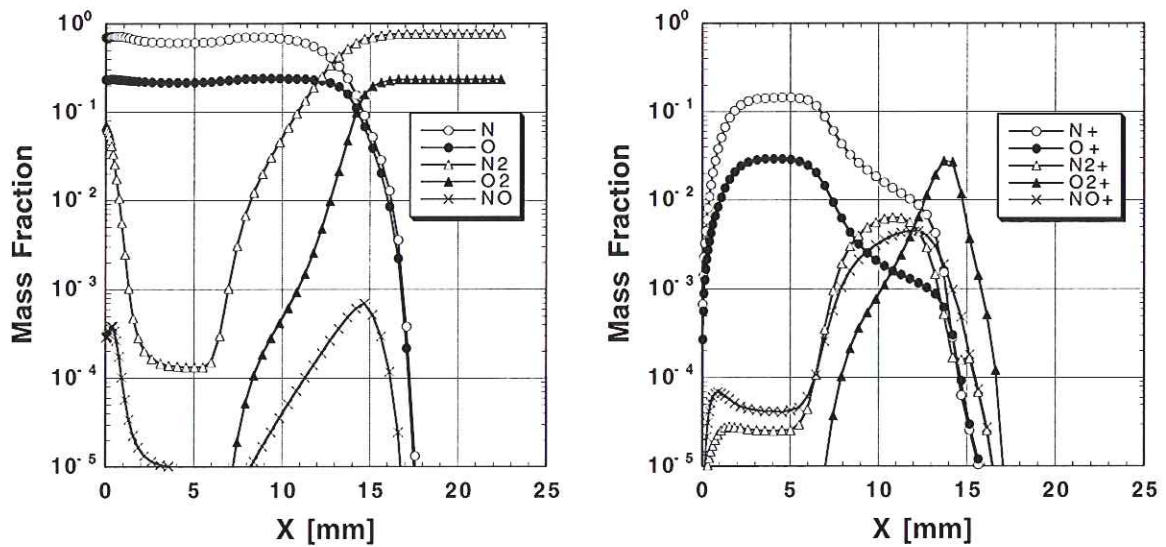 10^0
10^-1
10^-2
10^-3
10^-4
10^-5
Mass Fraction
N
O
N2
O2
NO
0 5 10 15 20 25
X [mm]
10^0
10^-1
10^-2
10^-3
10^-4
10^-5
Mass Fraction
N+
O+
N2+
O2+
NO+
0 5 10 15 20 25
X [mm]